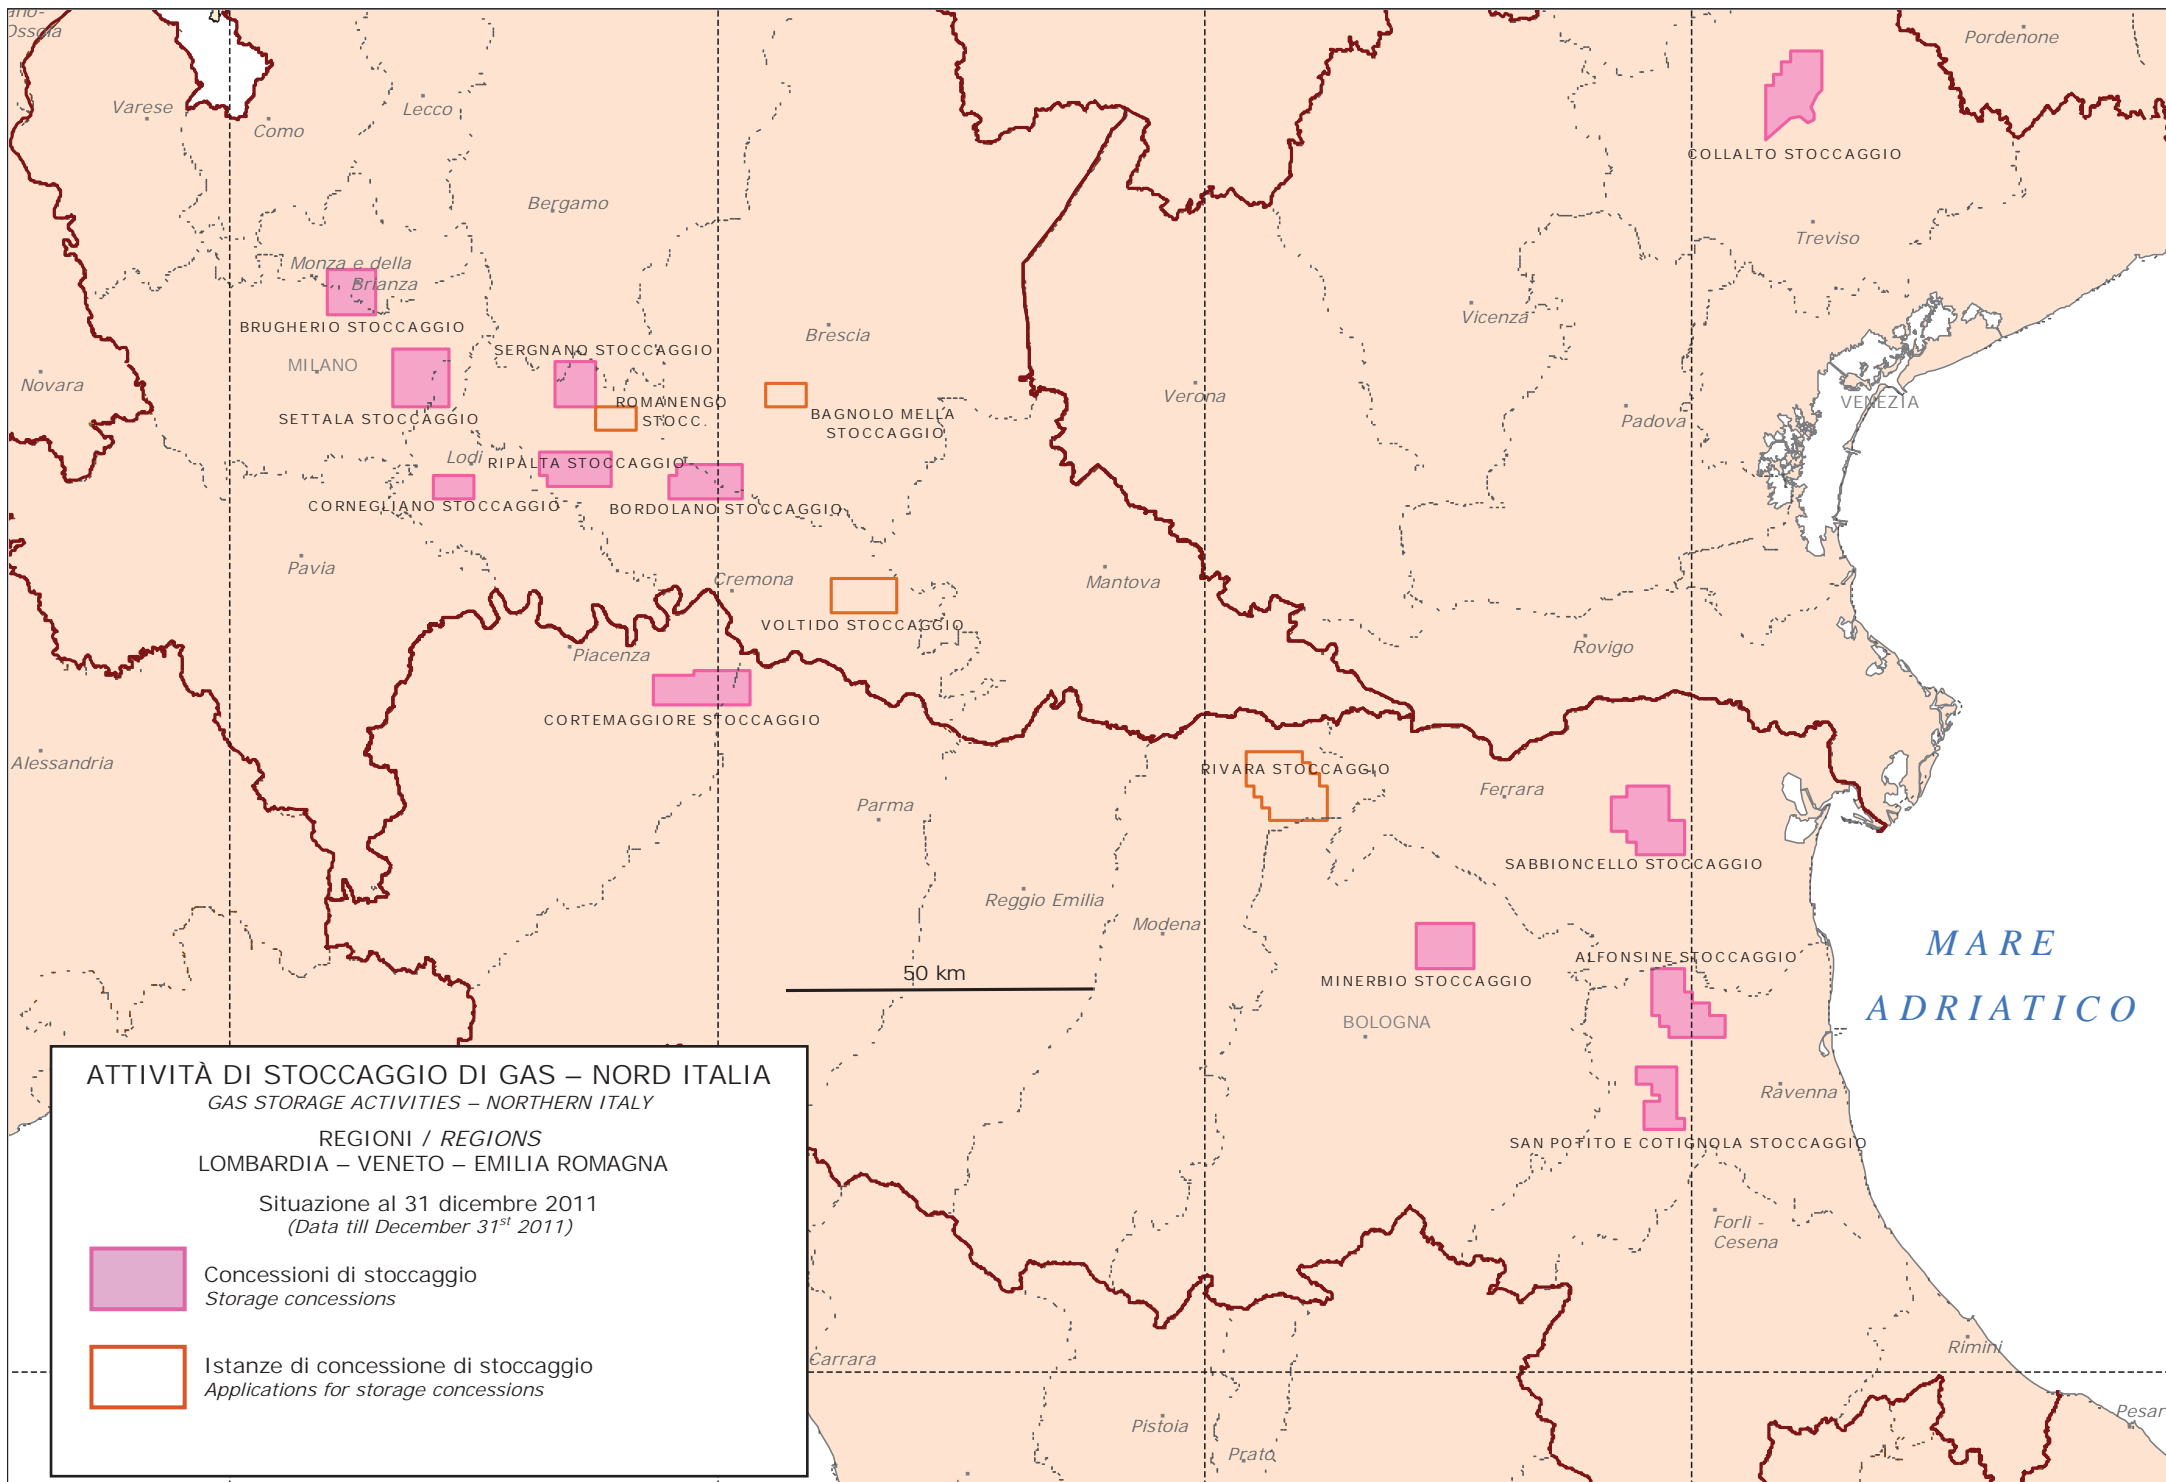 Ossola
Pordenone
Varese
Como
Lecco
COLLALTO STOCCAGGIO
Bergamo
Treviso
Monza e della
Brianza
BRUGHERIO STOCCAGGIO
Brescia
Vicenza
SERGNANO STOCCAGGIO
MILANO
Novara
ROMANENGO
STOCC.
Verona
VENEZIA
SETTALA STOCCAGGIO
BAGNOLO MELLA
STOCCAGGIO
Padova
Lodi
RIPALTA STOCCAGGIO
CORNEGLIANO STOCCAGGIO
BORDOLANO STOCCAGGIO
Pavia
Cremona
Mantova
VOLTIDO STOCCAGGIO
Piacenza
Rovigo
CORTEMAGGIORE STOCCAGGIO
Alessandria
RIVARA STOCCAGGIO
Ferrara
Parma
SABBIONCELLO STOCCAGGIO
Reggio Emilia
Modena
MARE
ADRIATICO
50 km
ALFONSINE STOCCAGGIO
MINERBIO STOCCAGGIO
BOLOGNA
Ravenna
SAN POTITO E COTIGNOLA STOCCAGGIO
Forlì -
Cesena
Rimini
Carrara
Pesar
Pistoia
Prato
ATTIVITÀ DI STOCCAGGIO DI GAS – NORD ITALIA
GAS STORAGE ACTIVITIES – NORTHERN ITALY
REGIONI / REGIONS
LOMBARDIA – VENETO – EMILIA ROMAGNA
Situazione al 31 dicembre 2011
(Data till December 31st 2011)
Concessioni di stoccaggio
Storage concessions
Istanze di concessione di stoccaggio
Applications for storage concessions